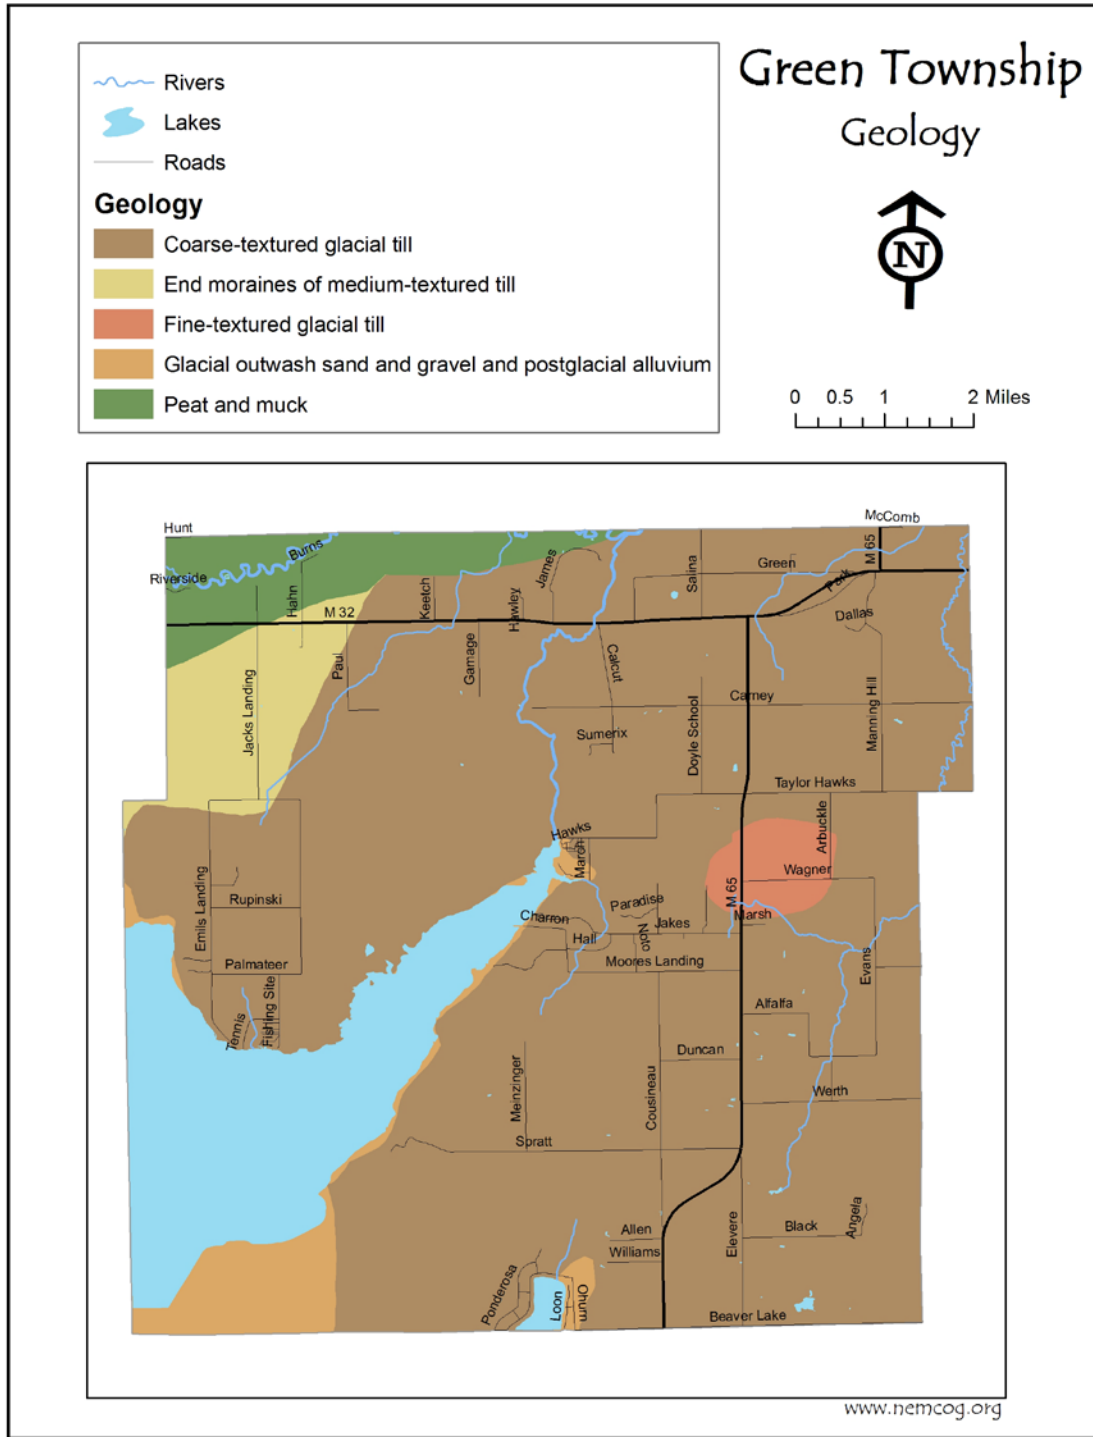 Green Township
Geology
N
0 0.5 1 2 Miles
Rivers
Lakes
Roads
Geology
Coarse-textured glacial till
End moraines of medium-textured till
Fine-textured glacial till
Glacial outwash sand and gravel and postglacial alluvium
Peat and muck
Hunt
McComb
Burns
Riverside
Hahn
M 32
Keetch
Hawley
James
Salina
Green
M 65
Park
Dallas
Paul
Gamage
Calcut
Jacks Landing
Carney
Sumerix
Doyle School
Manning Hill
Taylor Hawks
Hawks
March
Arbuckle
Wagner
M 65
Marsh
Emils Landing
Rupinski
Palmateer
Tennis
Fishing Site
Paradise
Charron
Jakes
Hall
Noto
Moores Landing
Evans
Alfalfa
Duncan
Meinzinger
Cousineau
Werth
Spratt
Allen
Williams
Elevere
Black
Angela
Ponderosa
Loon
Ohurn
Beaver Lake
www.nemcog.org